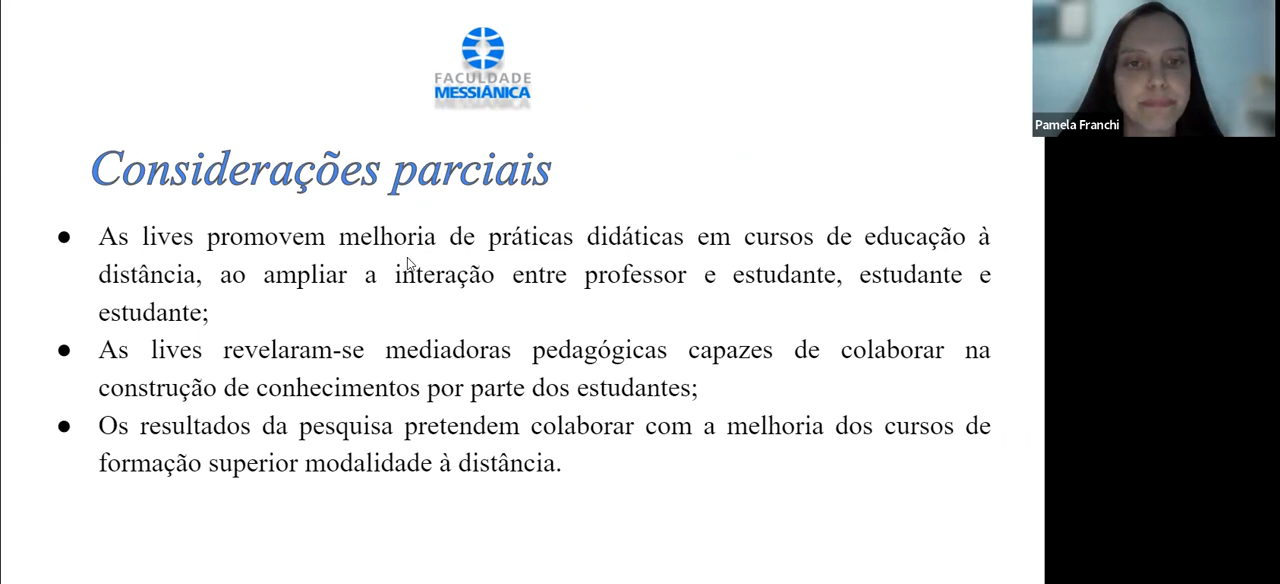 FACULDADE
MESSIÂNICA
Pamela Franchi
Considerações parciais
● As lives promovem melhoria de práticas didáticas em cursos de educação à
distância, ao ampliar a interação entre professor e estudante, estudante e
estudante;
● As lives revelaram-se mediadoras pedagógicas capazes de colaborar na
construção de conhecimentos por parte dos estudantes;
● Os resultados da pesquisa pretendem colaborar com a melhoria dos cursos de
formação superior modalidade à distância.